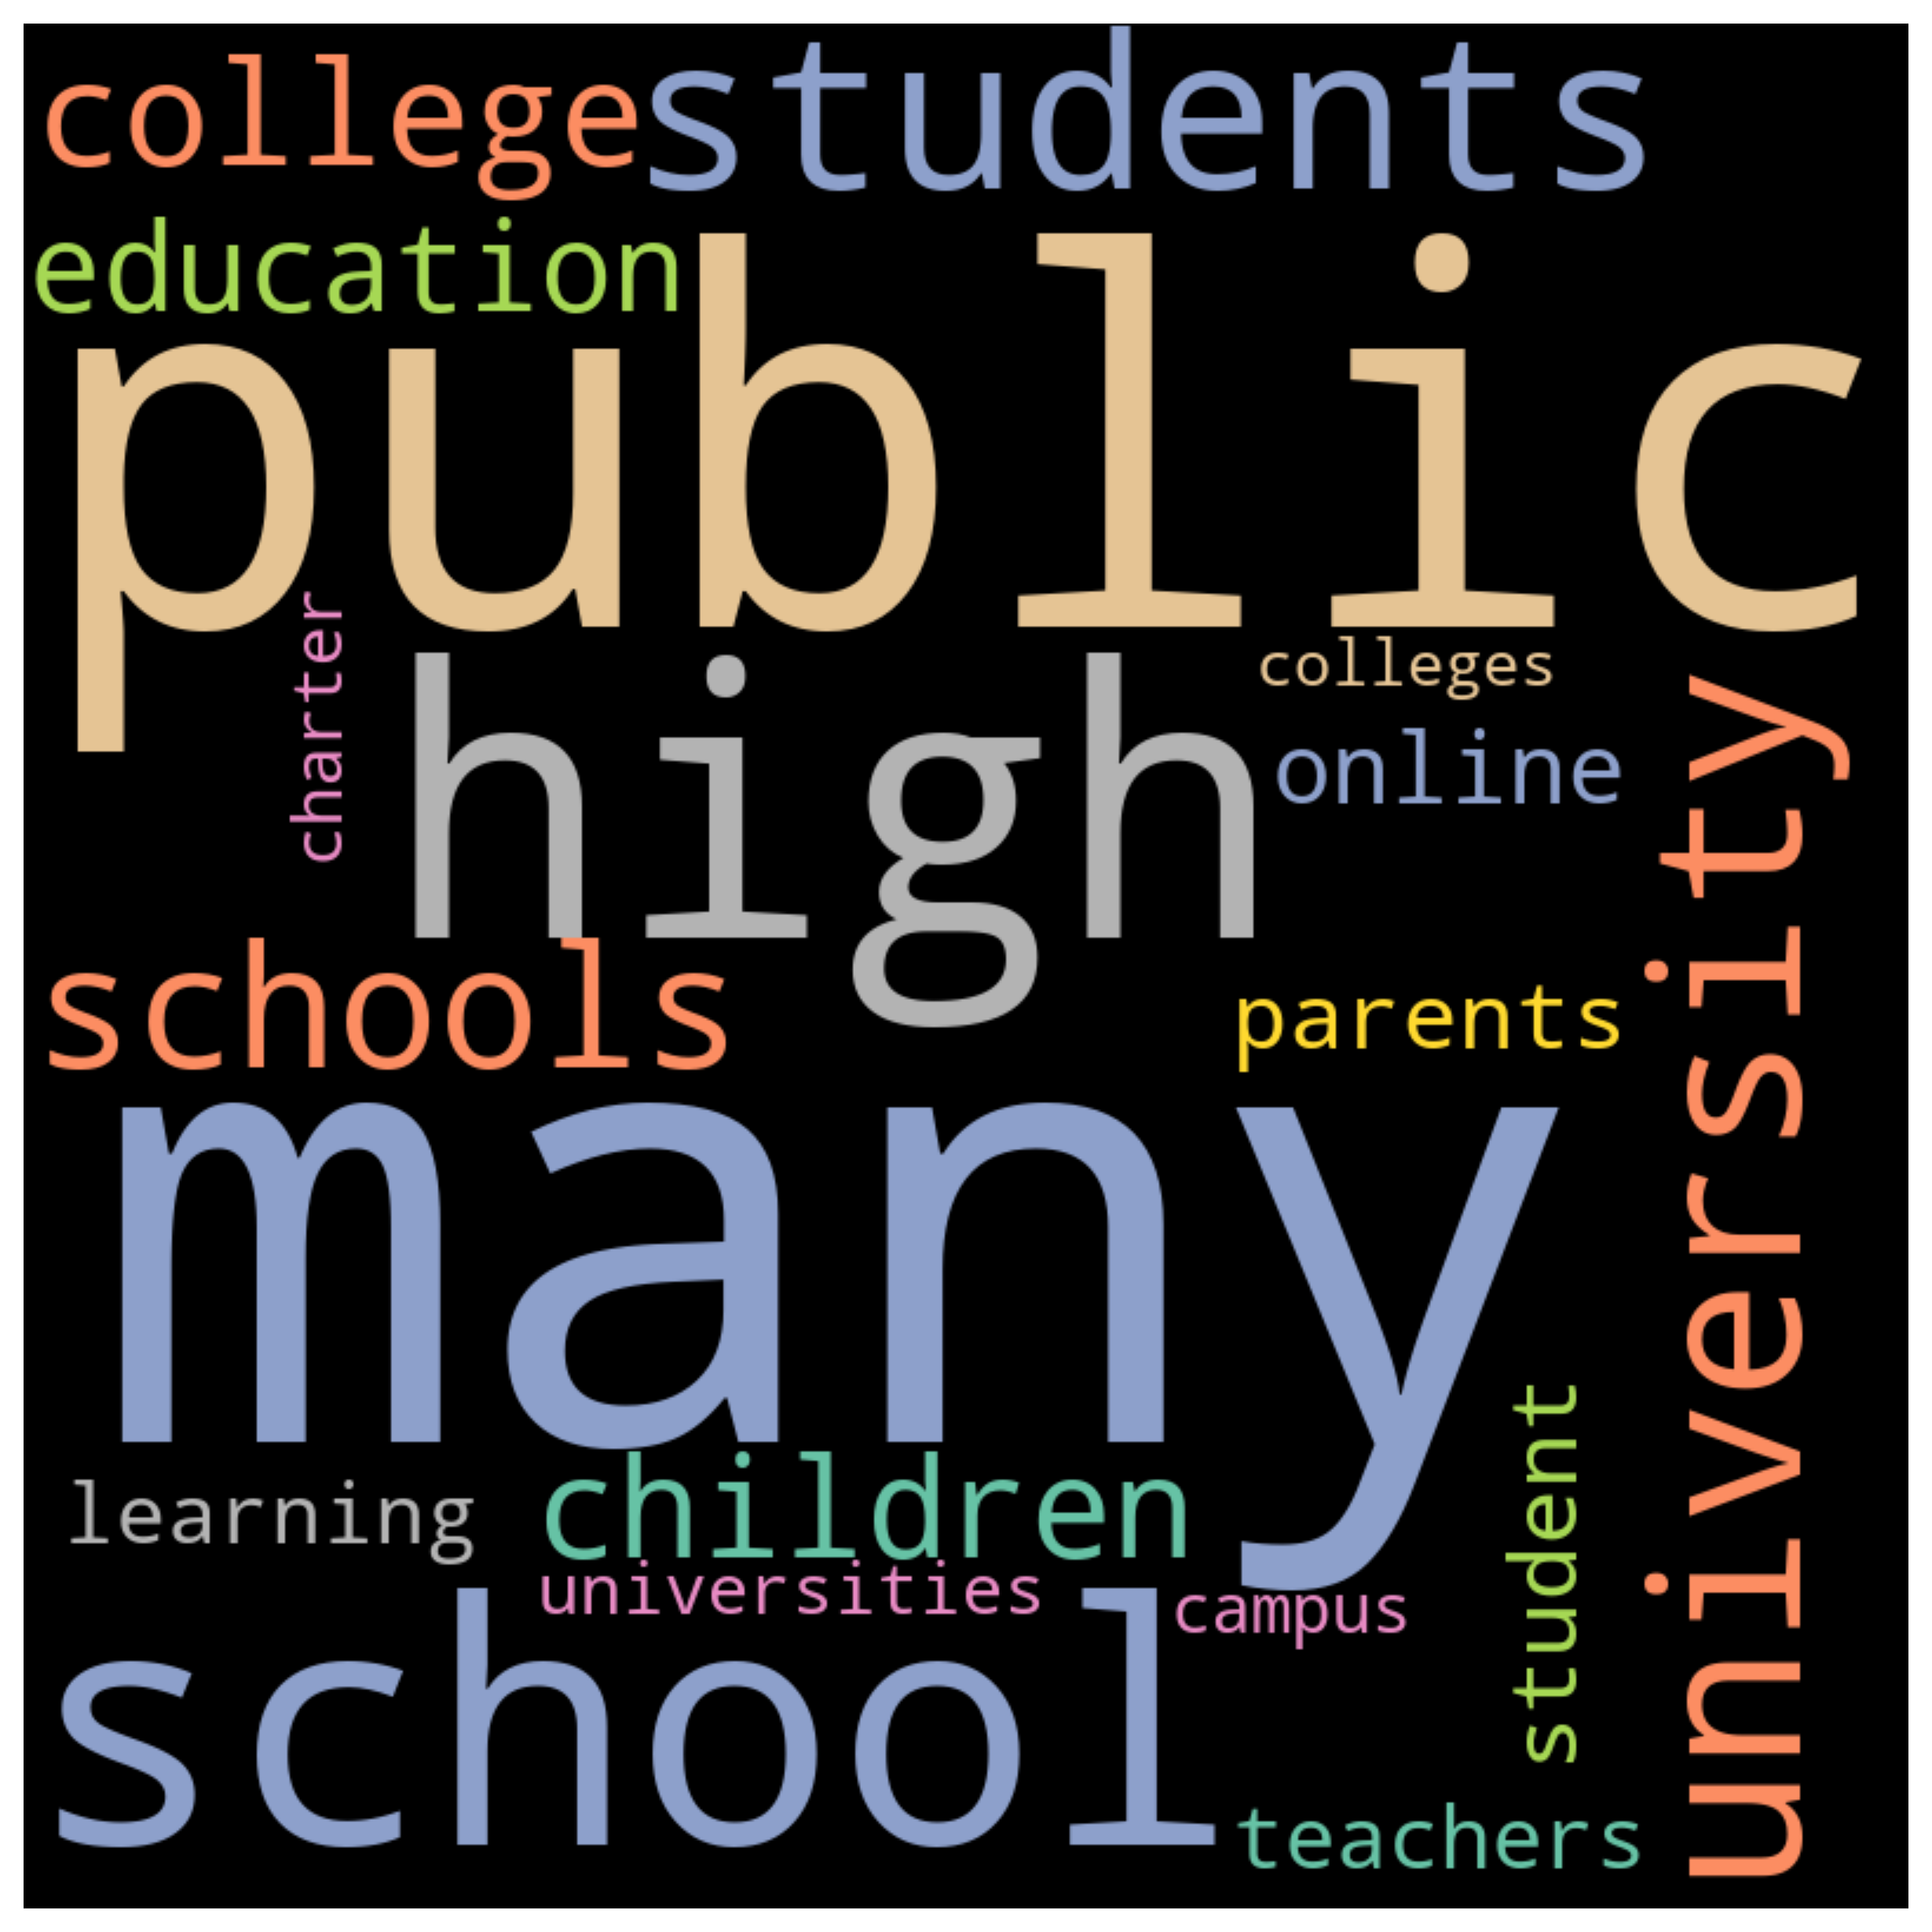 college students
education
public
charter
high
colleges
online
university
schools
parents
many
student
learning
children
universities
campus
school
teachers